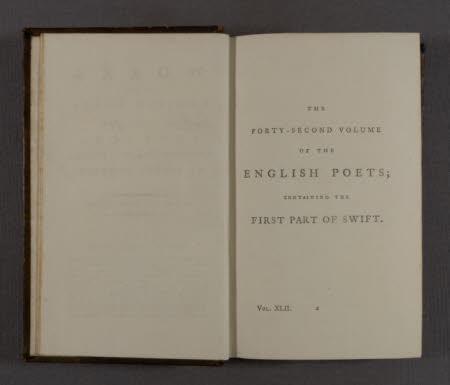 THE
FORTY-SECOND VOLUME
OF THE
ENGLISH POETS;
CONTAINING THE
FIRST PART OF SWIFT.
VOL. XLII. a